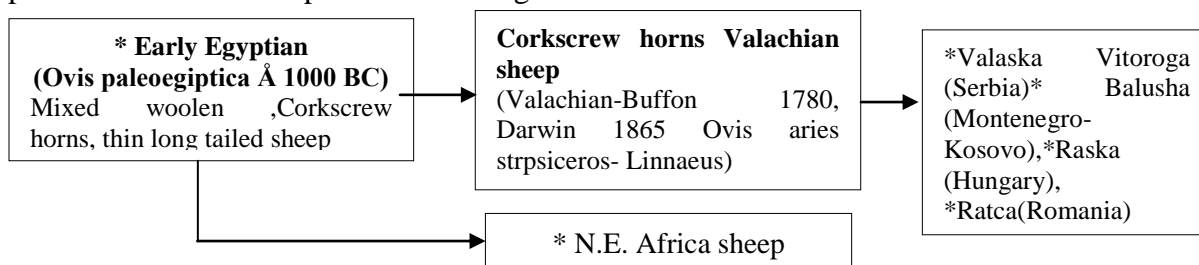 * Early Egyptian
(Ovis paleoegiptica Å 1000 BC)
Mixed woolen ,Corkscrew
horns, thin long tailed sheep
Corkscrew horns Valachian
sheep
(Valachian-Buffon 1780,
Darwin 1865 Ovis aries
strpsiceros- Linnaeus)
*Valaska Vitoroga
(Serbia)* Balusha
(Montenegro-
Kosovo),*Raska
(Hungary),
*Ratca(Romania)
* N.E. Africa sheep